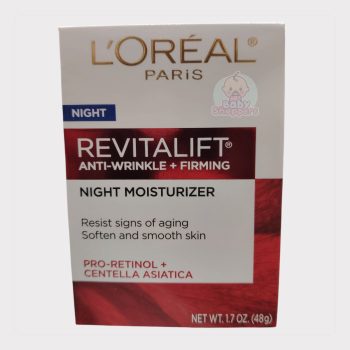 L'ORÉAL®
PARIS
BABY
NIGHT
REVITALIFT®
ANTI-WRINKLE + FIRMING
NIGHT MOISTURIZER
Resist signs of aging
Soften and smooth skin
PRO-RETINOL +
CENTELLA ASIATICA
NET WT. 1.7 OZ. (48g)